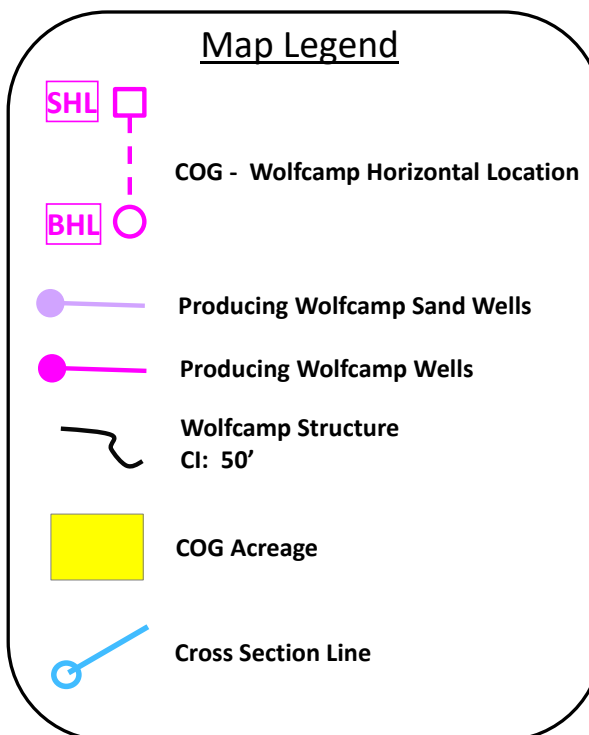 Map Legend
SHL
COG - Wolfcamp Horizontal Location
BHL
Producing Wolfcamp Sand Wells
Producing Wolfcamp Wells
Wolfcamp Structure
CI: 50’
COG Acreage
Cross Section Line